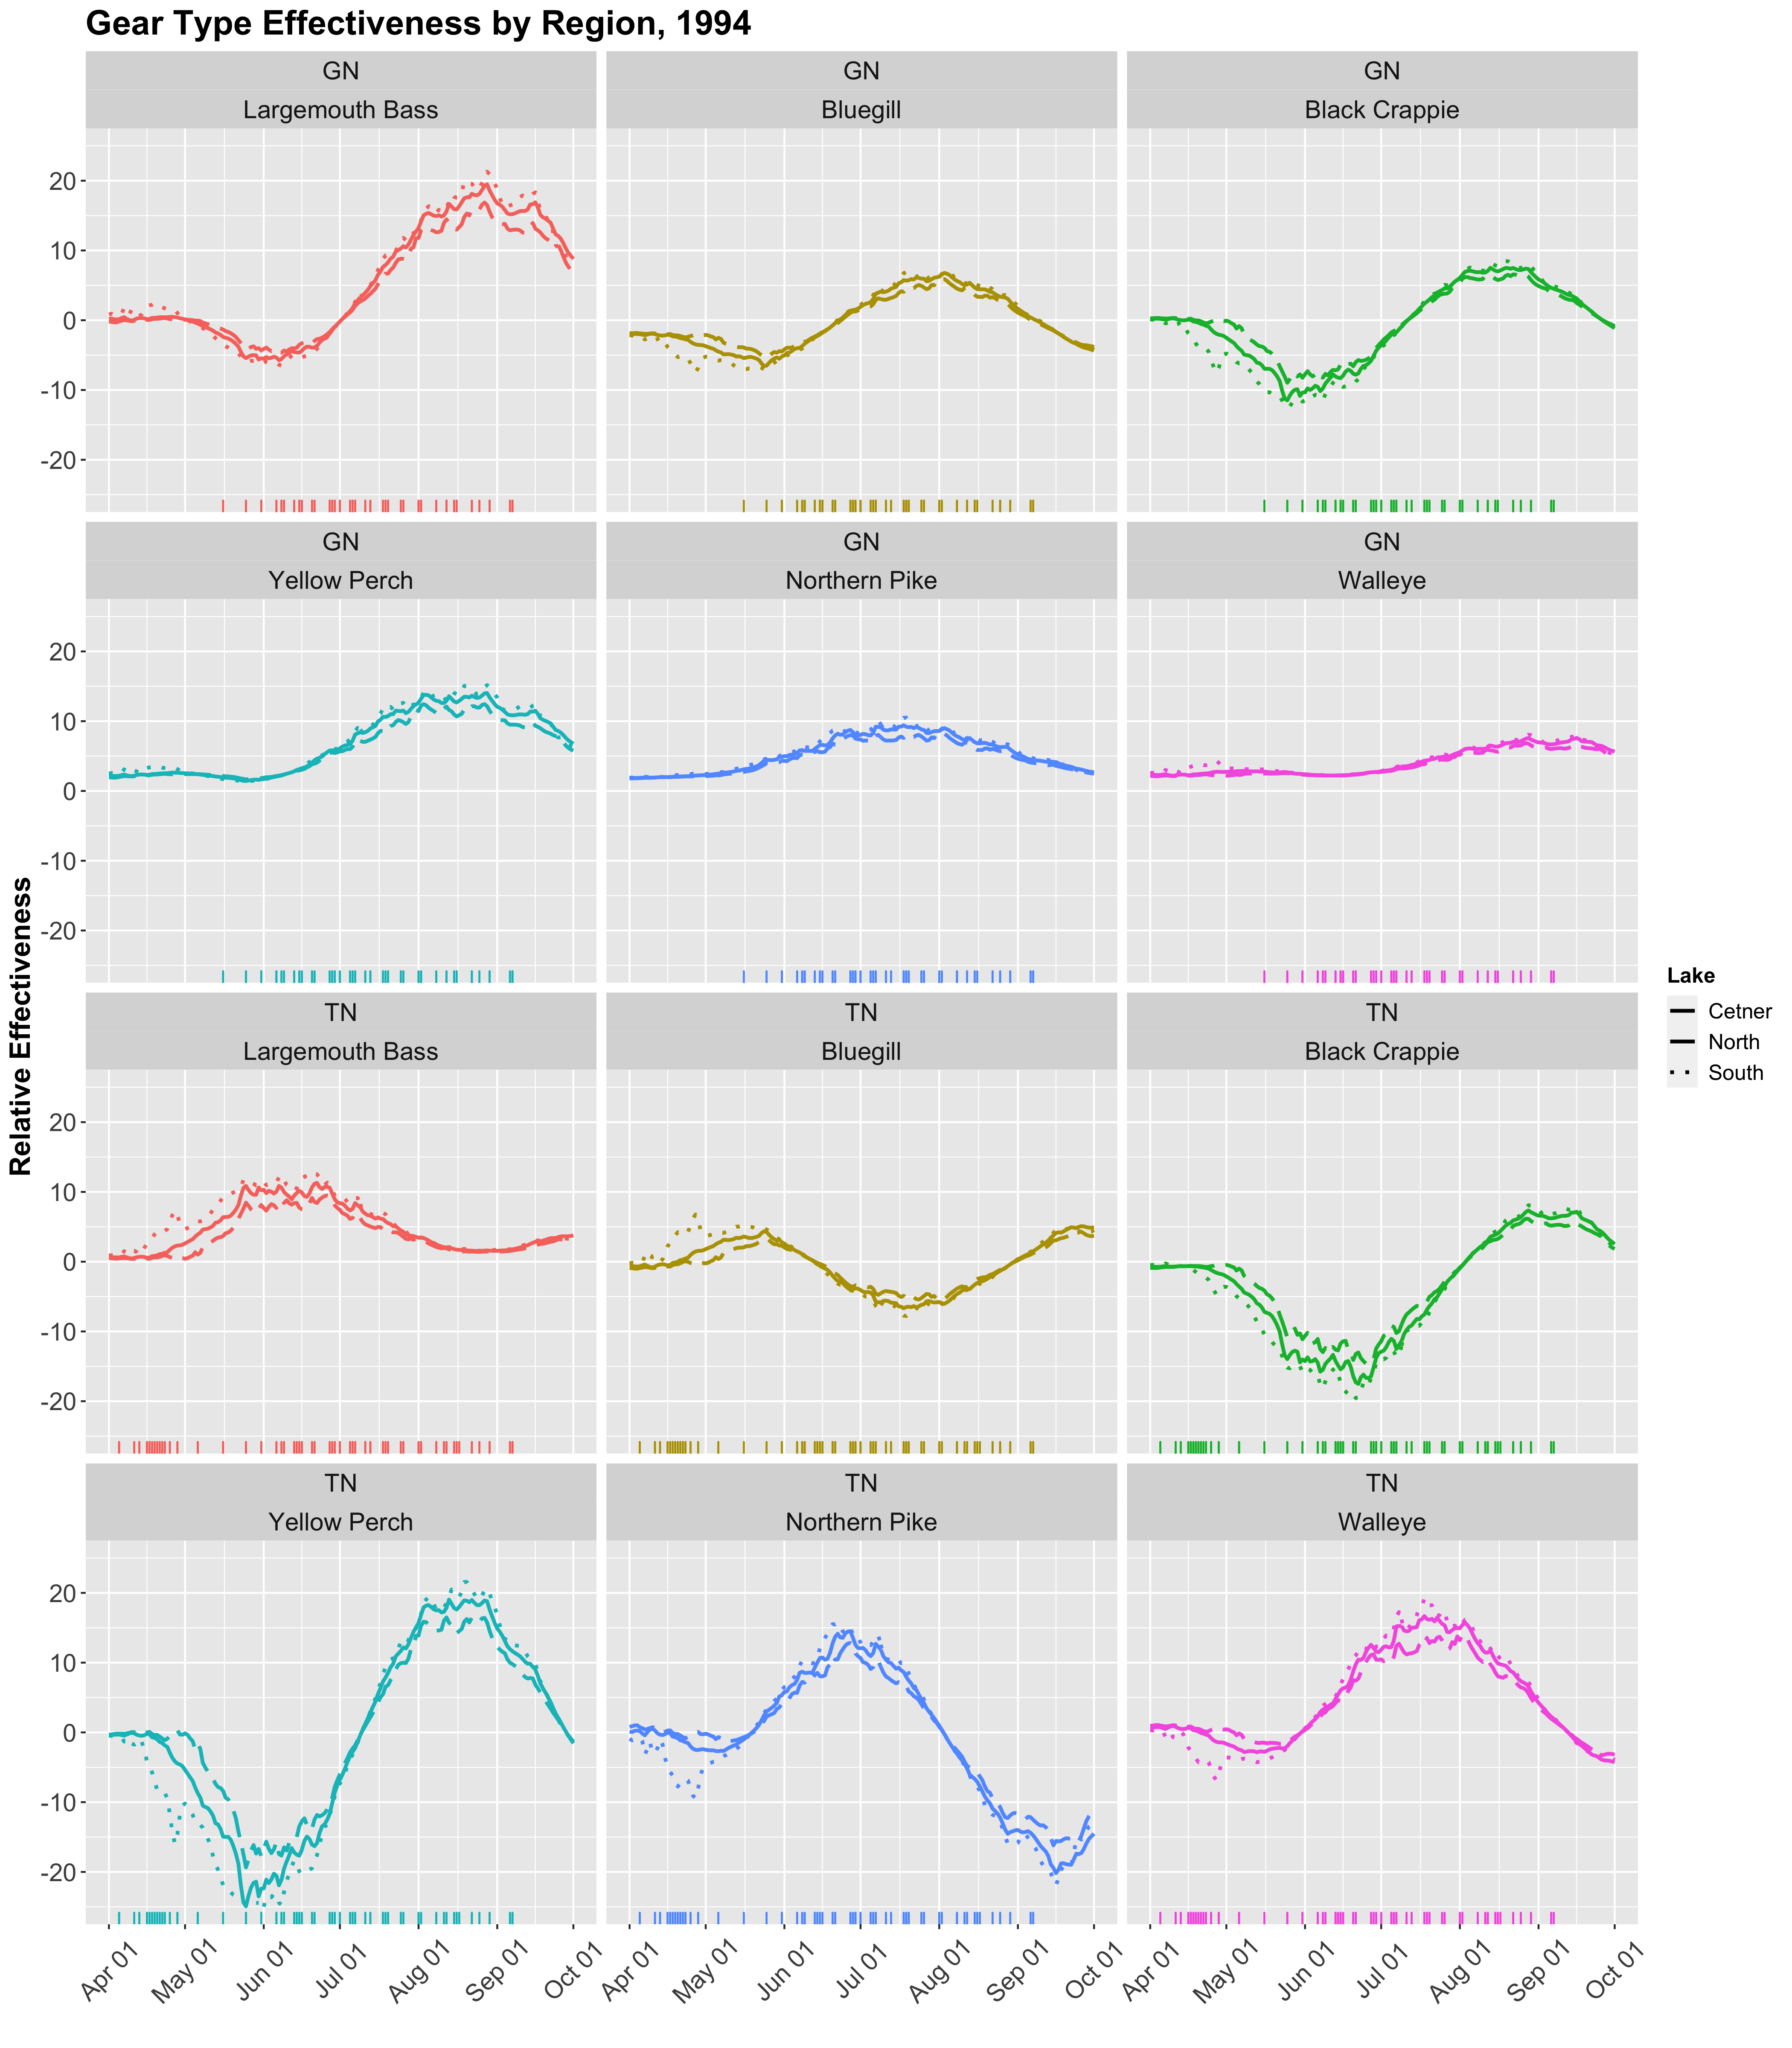 Gear Type Effectiveness by Region, 1994
GN GN GN
Largemouth Bass Bluegill Black Crappie
20
10
0
-10
-20
GN GN GN
Yellow Perch Northern Pike Walleye
20
10
0
-10
-20
Relative Effectiveness
Lake
Cetner
North
South
TN TN TN
Largemouth Bass Bluegill Black Crappie
20
10
0
-10
-20
TN TN TN
Yellow Perch Northern Pike Walleye
20
10
0
-10
-20
Apr 01 May 01 Jun 01 Jul 01 Aug 01 Sep 01 Oct 01 Apr 01 May 01 Jun 01 Jul 01 Aug 01 Sep 01 Oct 01 Apr 01 May 01 Jun 01 Jul 01 Aug 01 Sep 01 Oct 01